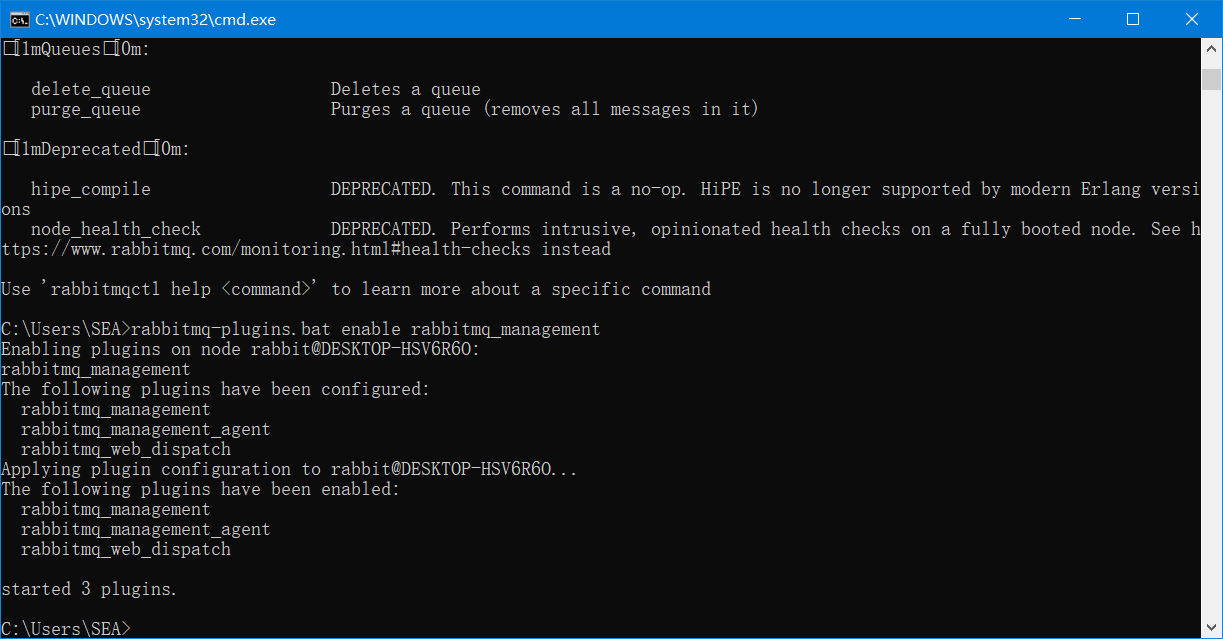 C:\WINDOWS\system32\cmd.exe
[1mQueues[0m:
delete_queue Deletes a queue
purge_queue Purges a queue (removes all messages in it)
[1mDeprecated[0m:
hipe_compile DEPRECATED. This command is a no-op. HiPE is no longer supported by modern Erlang versi
ons
node_health_check DEPRECATED. Performs intrusive, opinionated health checks on a fully booted node. See h
ttps://www.rabbitmq.com/monitoring.html#health-checks instead
Use 'rabbitmqctl help <command>' to learn more about a specific command
C:\Users\SEA>rabbitmq-plugins.bat enable rabbitmq_management
Enabling plugins on node rabbit@DESKTOP-HSV6R6O:
rabbitmq_management
The following plugins have been configured:
rabbitmq_management
rabbitmq_management_agent
rabbitmq_web_dispatch
Applying plugin configuration to rabbit@DESKTOP-HSV6R6O...
The following plugins have been enabled:
rabbitmq_management
rabbitmq_management_agent
rabbitmq_web_dispatch
started 3 plugins.
C:\Users\SEA>